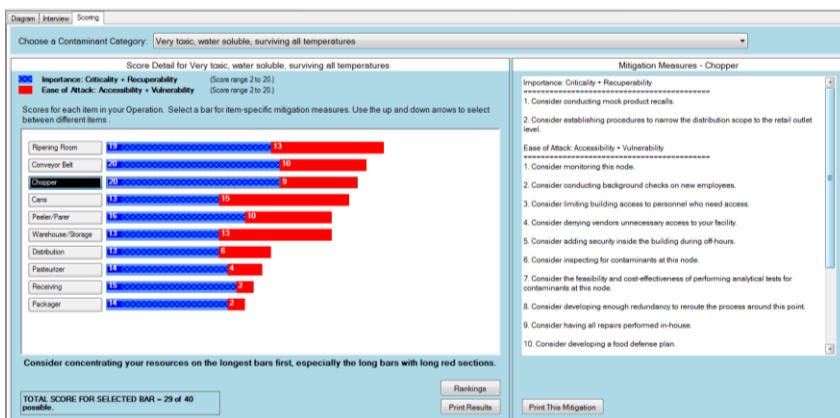 Diagram Interview Scoring
Choose a Contaminant Category: Very toxic, water soluble, surviving all temperatures
Score Detail for Very toxic, water soluble, surviving all temperatures
Importance: Criticality + Recuperability (Score range 2 to 20.)
Ease of Attack: Accessibility + Vulnerability (Score range 2 to 20.)
Scores for each item in your Operation. Select a bar for item-specific mitigation measures. Use the up and down arrows to select
between different items.
Ripening Room 19 13
Conveyor Belt 20 10
Chopper 20 9
Cans 13 15
Peeler/Parer 16 10
Warehouse/Storage 13 13
Distribution 13 6
Pasteurizer 14 4
Receiving 15 2
Packager 14 2
Consider concentrating your resources on the longest bars first, especially the long bars with long red sections.
TOTAL SCORE FOR SELECTED BAR = 29 of 40
possible.
Rankings
Print Results
Mitigation Measures - Chopper
Importance: Criticality + Recuperability
==============================================
1. Consider conducting mock product recalls.
2. Consider establishing procedures to narrow the distribution scope to the retail outlet
level.
Ease of Attack: Accessibility + Vulnerability
==============================================
1. Consider monitoring this node.
2. Consider conducting background checks on new employees.
3. Consider limiting building access to personnel who need access.
4. Consider denying vendors unnecessary access to your facility.
5. Consider adding security inside the building during off-hours.
6. Consider inspecting for contaminants at this node.
7. Consider the feasibility and cost-effectiveness of performing analytical tests for
contaminants at this node.
8. Consider developing enough redundancy to reroute the process around this point.
9. Consider having all repairs performed in-house.
10. Consider developing a food defense plan.
Print This Mitigation